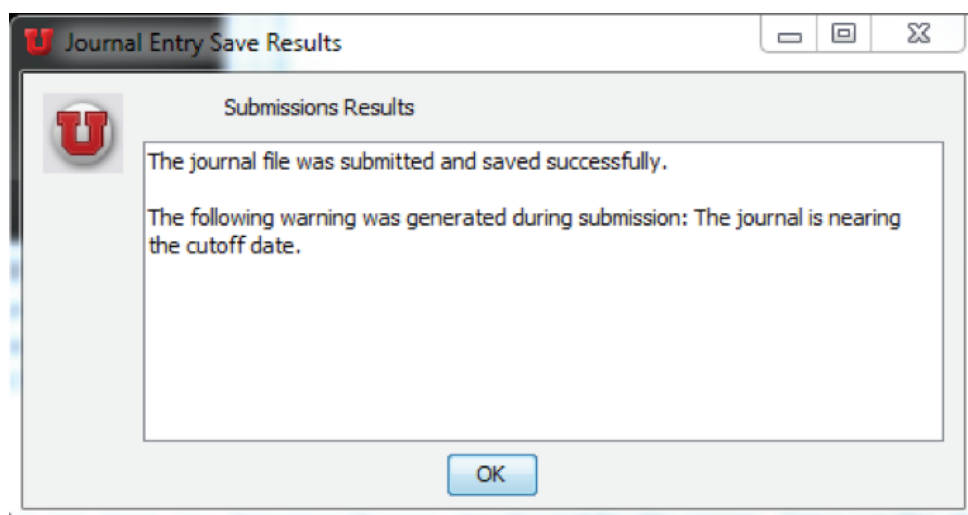 U Journal Entry Save Results
Submissions Results
U
The journal file was submitted and saved successfully.
The following warning was generated during submission: The journal is nearing
the cutoff date.
OK